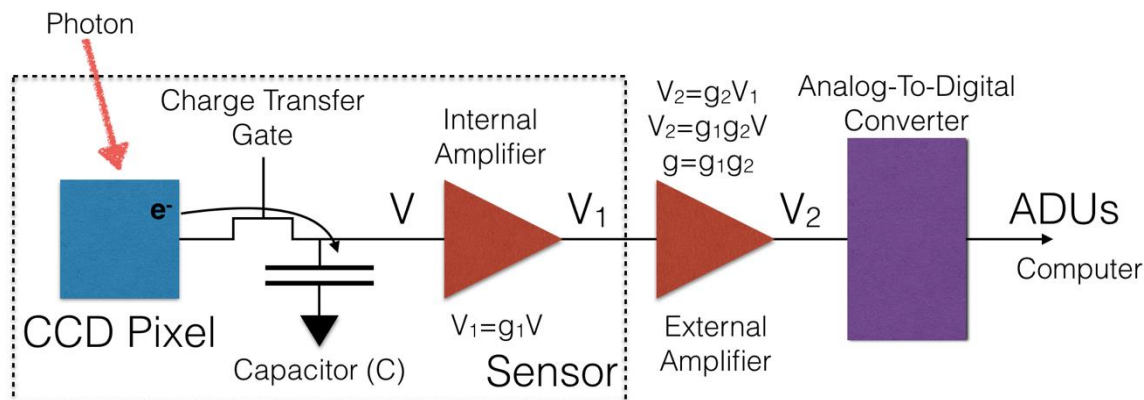 Photon
Charge Transfer
Gate
Internal
Amplifier
V₂=g₂V₁
V₂=g₁g₂V
g=g₁g₂
Analog-To-Digital
Converter
e⁻
V
V₁
V₂
ADUs
Computer
CCD Pixel
V₁=g₁V
Capacitor (C)
Sensor
External
Amplifier